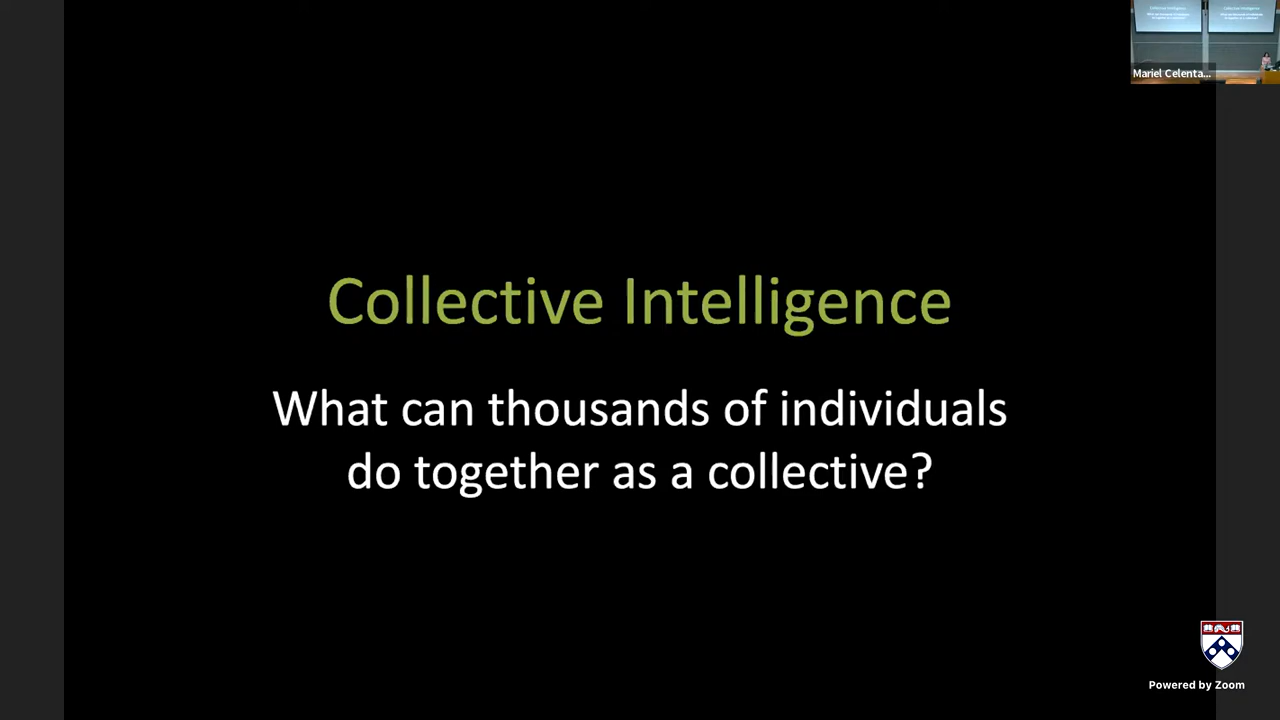 Mariel Celenta...
Collective Intelligence
What can thousands of individuals
do together as a collective?
Powered by Zoom